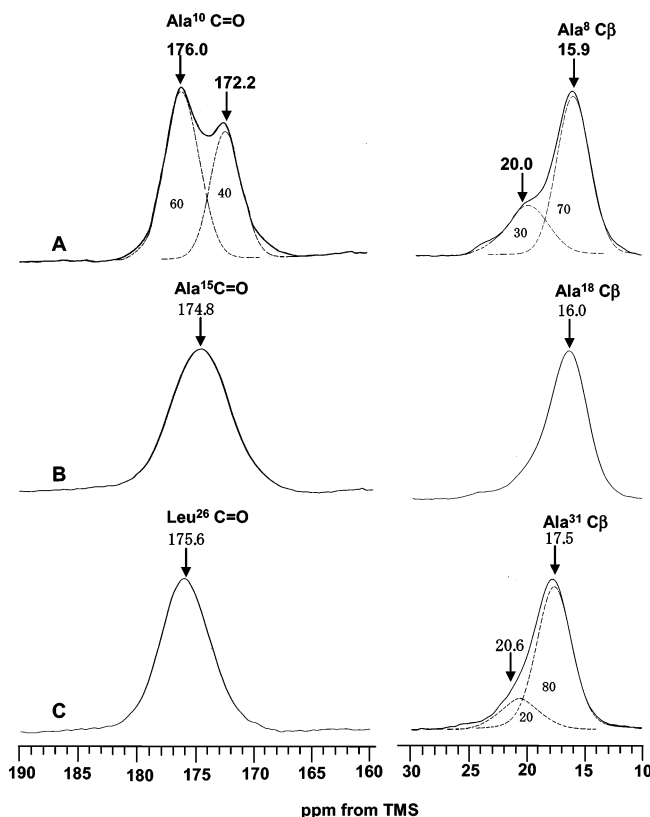 Ala¹⁰ C=O
176.0
172.2
60
40
Ala⁸ Cβ
15.9
20.0
30
70
A
Ala¹⁵C=O
174.8
Ala¹⁸ Cβ
16.0
B
Leu²⁶ C=O
175.6
Ala³¹ Cβ
17.5
20.6
80
20
C
190 175 170 165 160 30 25 20 15 10
180
ppm from TMS